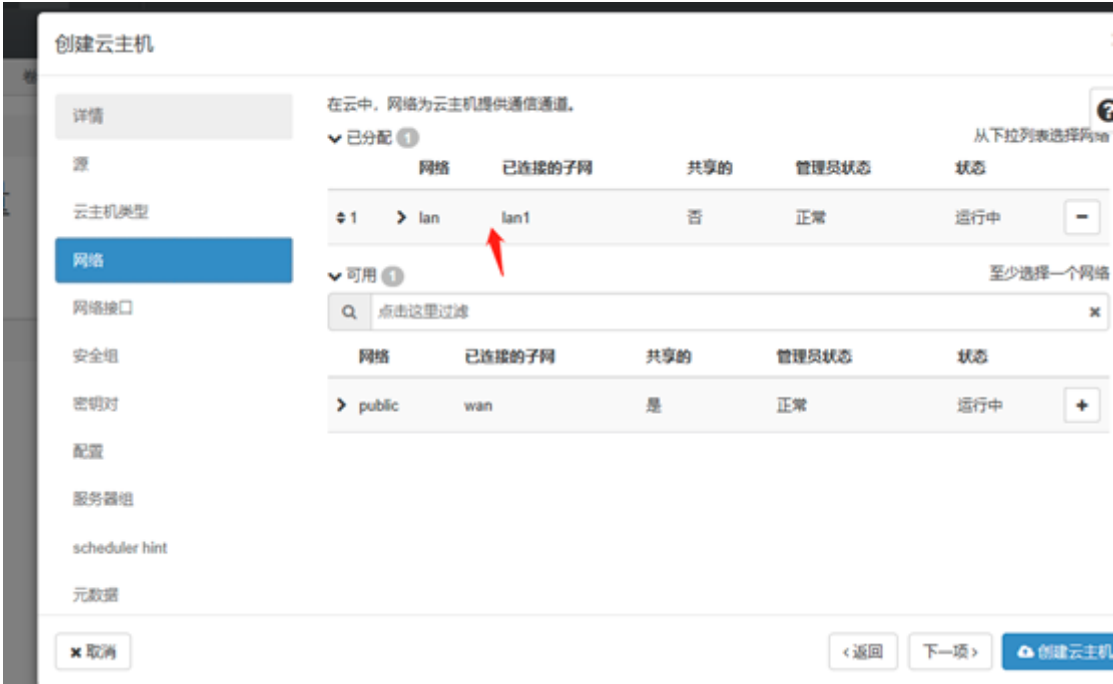 创建云主机
详情
源
云主机类型
网络
网络接口
安全组
密钥对
配置
服务器组
scheduler hint
元数据
在云中，网络为云主机提供通信通道。
已分配 1
从下拉列表选择网络
网络 已连接的子网 共享的 管理员状态 状态
1 lan lan1 否 正常 运行中
可用 1
至少选择一个网络
点击这里过滤
网络 已连接的子网 共享的 管理员状态 状态
public wan 是 正常 运行中
取消
返回
下一项
创建云主机